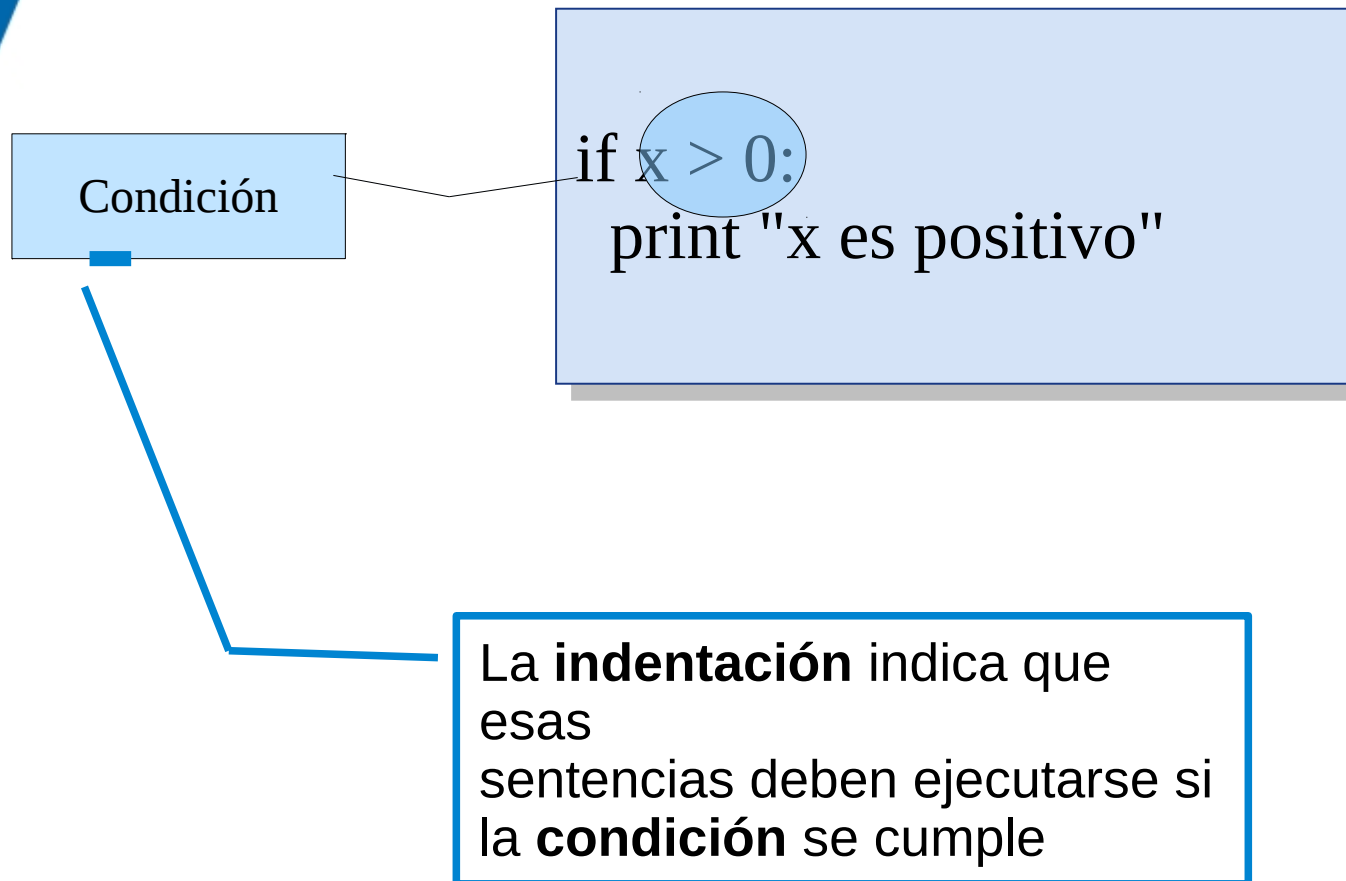 Condición
if x > 0:
print "x es positivo"
La indentación indica que
esas
sentencias deben ejecutarse si
la condición se cumple